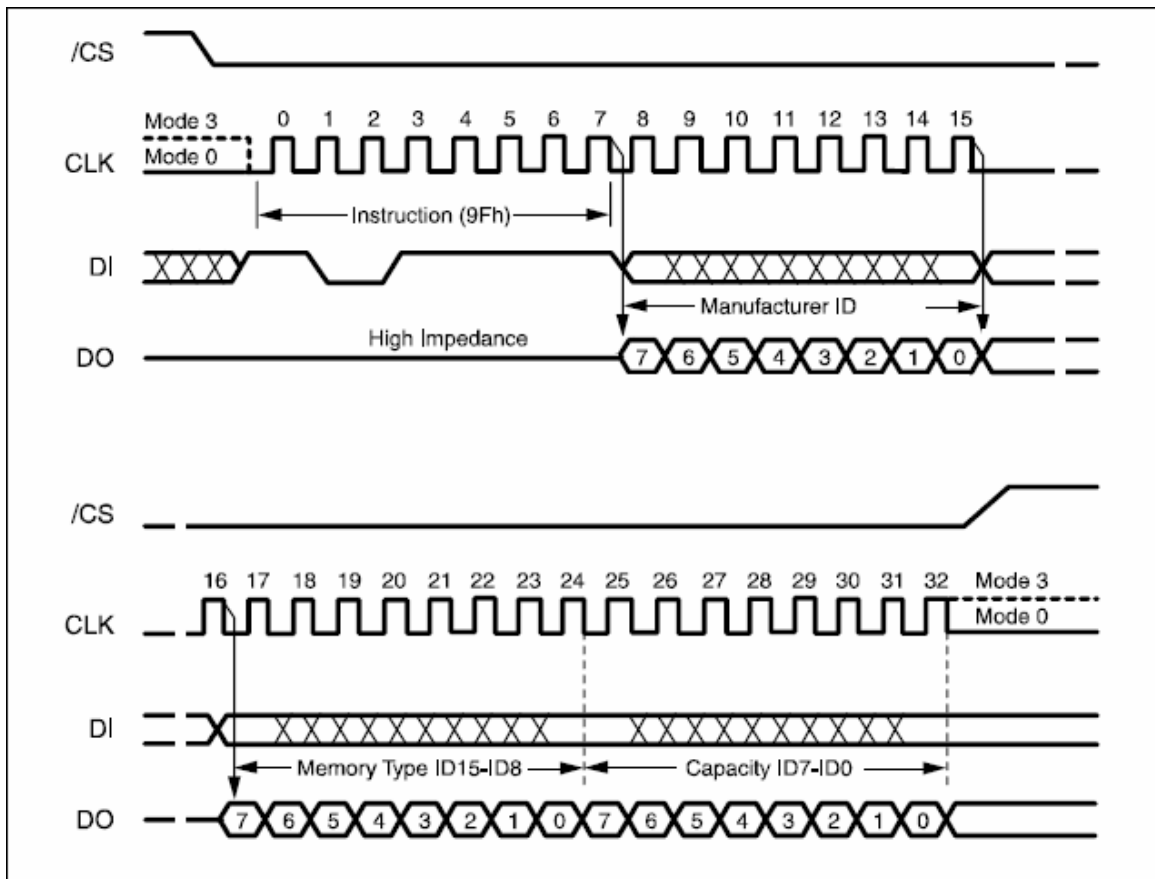 /CS
Mode 3
0 1 2 3 4 5 6 7 8 9 10 11 12 13 14 15
Mode 0
CLK
Instruction (9Fh)
DI
Manufacturer ID
High Impedance
DO
7 6 5 4 3 2 1 0
/CS
16 17 18 19 20 21 22 23 24 25 26 27 28 29 30 31 32
Mode 3
CLK
Mode 0
DI
Memory Type ID15-ID8
Capacity ID7-ID0
DO
7 6 5 4 3 2 1 0 7 6 5 4 3 2 1 0